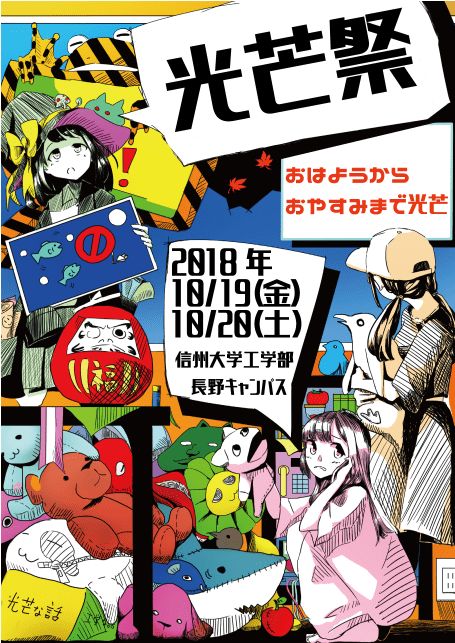 光芒祭
おはようから
おやすみまで光芒
2018年
10/19(金)
10/20(土)
信州大学工学部
長野キャンパス
!
福
光芒な話